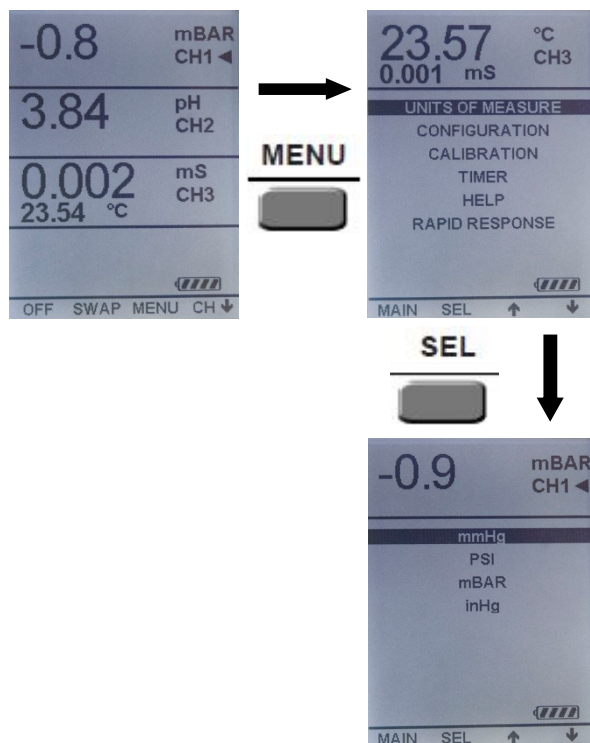 -0.8 mBAR
CH1 ◄
3.84 pH
CH2
0.002 mS
23.54 °C CH3
OFF SWAP MENU CH ↓
MENU
23.57 °C
0.001 mS CH3
UNITS OF MEASURE
CONFIGURATION
CALIBRATION
TIMER
HELP
RAPID RESPONSE
MAIN SEL ↑ ↓
SEL
-0.9 mBAR
CH1 ◄
mmHg
PSI
mBAR
inHg
MAIN SEL ↑ ↓